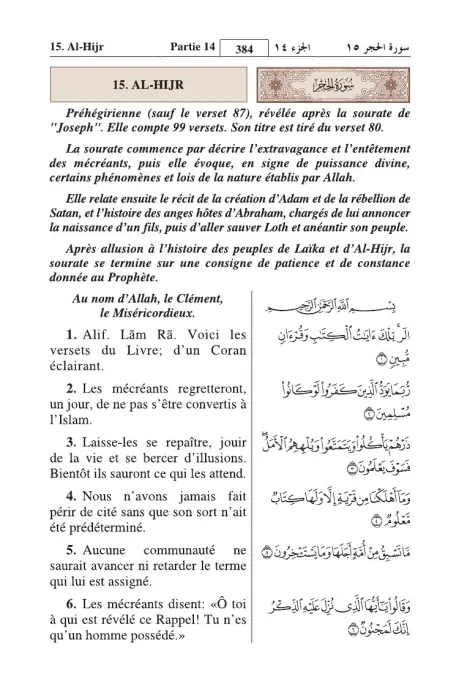 15. Al-Hijr Partie 14 384 الجزء ١٤ سورة الحجر ١٥
15. AL-HIJR
سُورَةُ الحِجْرِ
Préhégirienne (sauf le verset 87), révélée après la sourate de
"Joseph". Elle compte 99 versets. Son titre est tiré du verset 80.
La sourate commence par décrire l’extravagance et l’entêtement
des mécréants, puis elle évoque, en signe de puissance divine,
certains phénomènes et lois de la nature établis par Allah.
Elle relate ensuite le récit de la création d’Adam et de la rébellion de
Satan, et l’histoire des anges hôtes d’Abraham, chargés de lui annoncer
la naissance d’un fils, puis d’aller sauver Loth et anéantir son peuple.
Après allusion à l’histoire des peuples de Laïka et d’Al-Hijr, la
sourate se termine sur une consigne de patience et de constance
donnée au Prophète.
Au nom d’Allah, le Clément,
le Miséricordieux.
1. Alif. Lām Rā. Voici les
versets du Livre; d’un Coran
éclairant.
2. Les mécréants regretteront,
un jour, de ne pas s’être convertis à
l’Islam.
3. Laisse-les se repaître, jouir
de la vie et se bercer d’illusions.
Bientôt ils sauront ce qui les attend.
4. Nous n’avons jamais fait
périr de cité sans que son sort n’ait
été prédéterminé.
5. Aucune communauté ne
saurait avancer ni retarder le terme
qui lui est assigné.
6. Les mécréants disent: «Ô toi
à qui est révélé ce Rappel! Tu n’es
qu’un homme possédé.»
بِسْمِ ٱللَّهِ ٱلرَّحْمَٰنِ ٱلرَّحِيمِ
الٓر ۚ تِلْكَ ءَايَٰتُ ٱلْكِتَٰبِ وَقُرْءَانٍ
مُّبِينٍ ١
رُّبَمَا يَوَدُّ ٱلَّذِينَ كَفَرُوا۟ لَوْ كَانُوا۟
مُسْلِمِينَ ٢
ذَرْهُمْ يَأْكُلُوا۟ وَيَتَمَتَّعُوا۟ وَيُلْهِهِمُ ٱلْأَمَلُ ۖ
فَسَوْفَ يَعْلَمُونَ ٣
وَمَآ أَهْلَكْنَا مِن قَرْيَةٍ إِلَّا وَلَهَا كِتَابٌ
مَّعْلُومٌ ٤
مَّا تَسْبِقُ مِنْ أُمَّةٍ أَجَلَهَا وَمَا يَسْتَـْٔخِرُونَ ٥
وَقَالُوا۟ يَٰٓأَيُّهَا ٱلَّذِى نُزِّلَ عَلَيْهِ ٱلذِّكْرُ
إِنَّكَ لَمَجْنُونٌ ٦